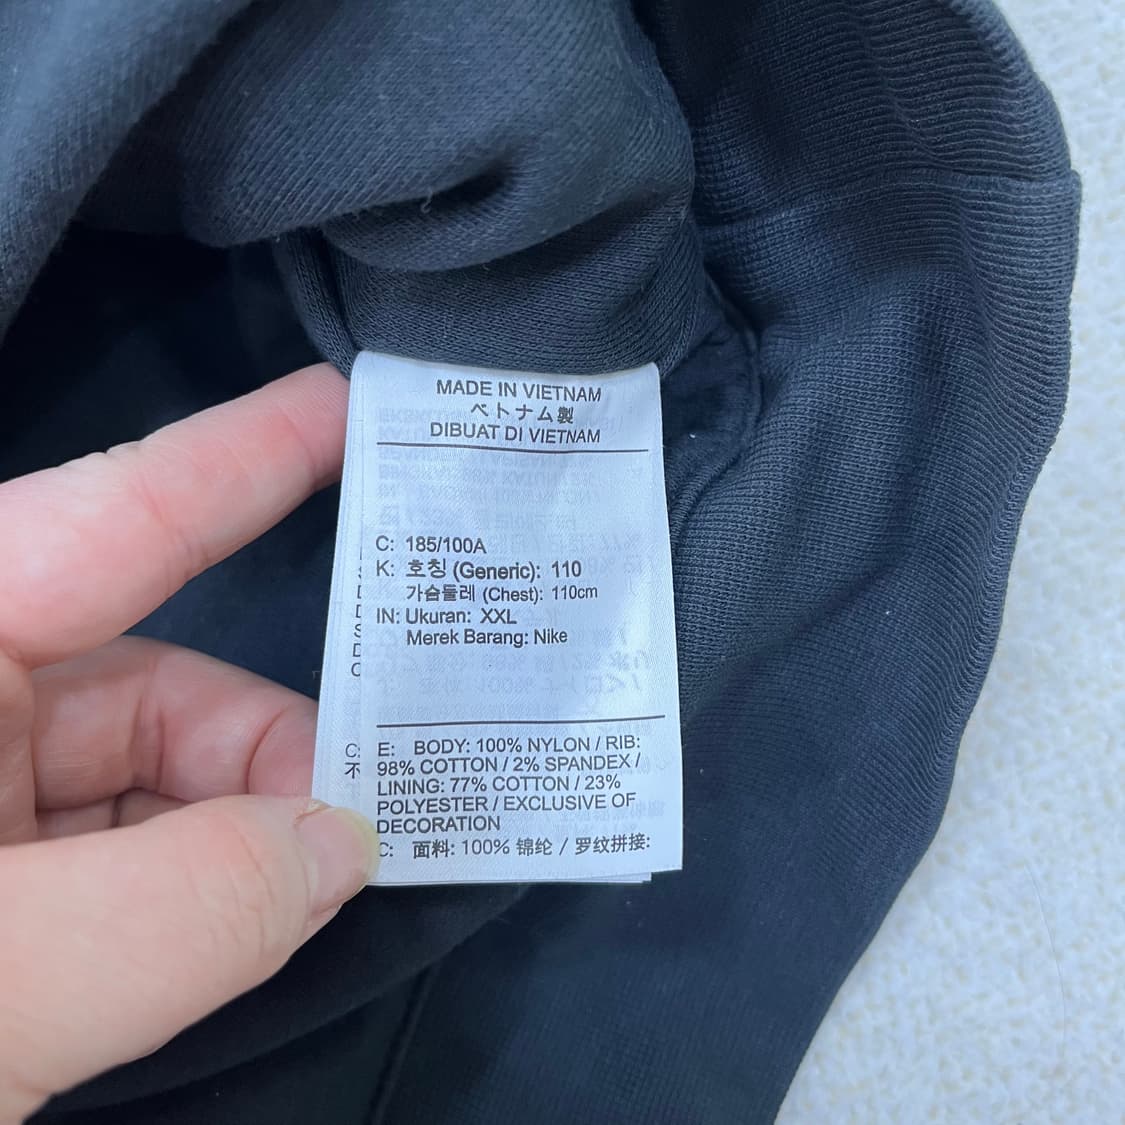 MADE IN VIETNAM
ベトナム製
DIBUAT DI VIETNAM
C: 185/100A
K: 호칭 (Generic): 110
가슴둘레 (Chest): 110cm
IN: Ukuran: XXL
Merek Barang: Nike
E: BODY: 100% NYLON / RIB:
98% COTTON / 2% SPANDEX /
LINING: 77% COTTON / 23%
POLYESTER / EXCLUSIVE OF
DECORATION
C: 面料: 100% 锦纶 / 罗纹拼接: